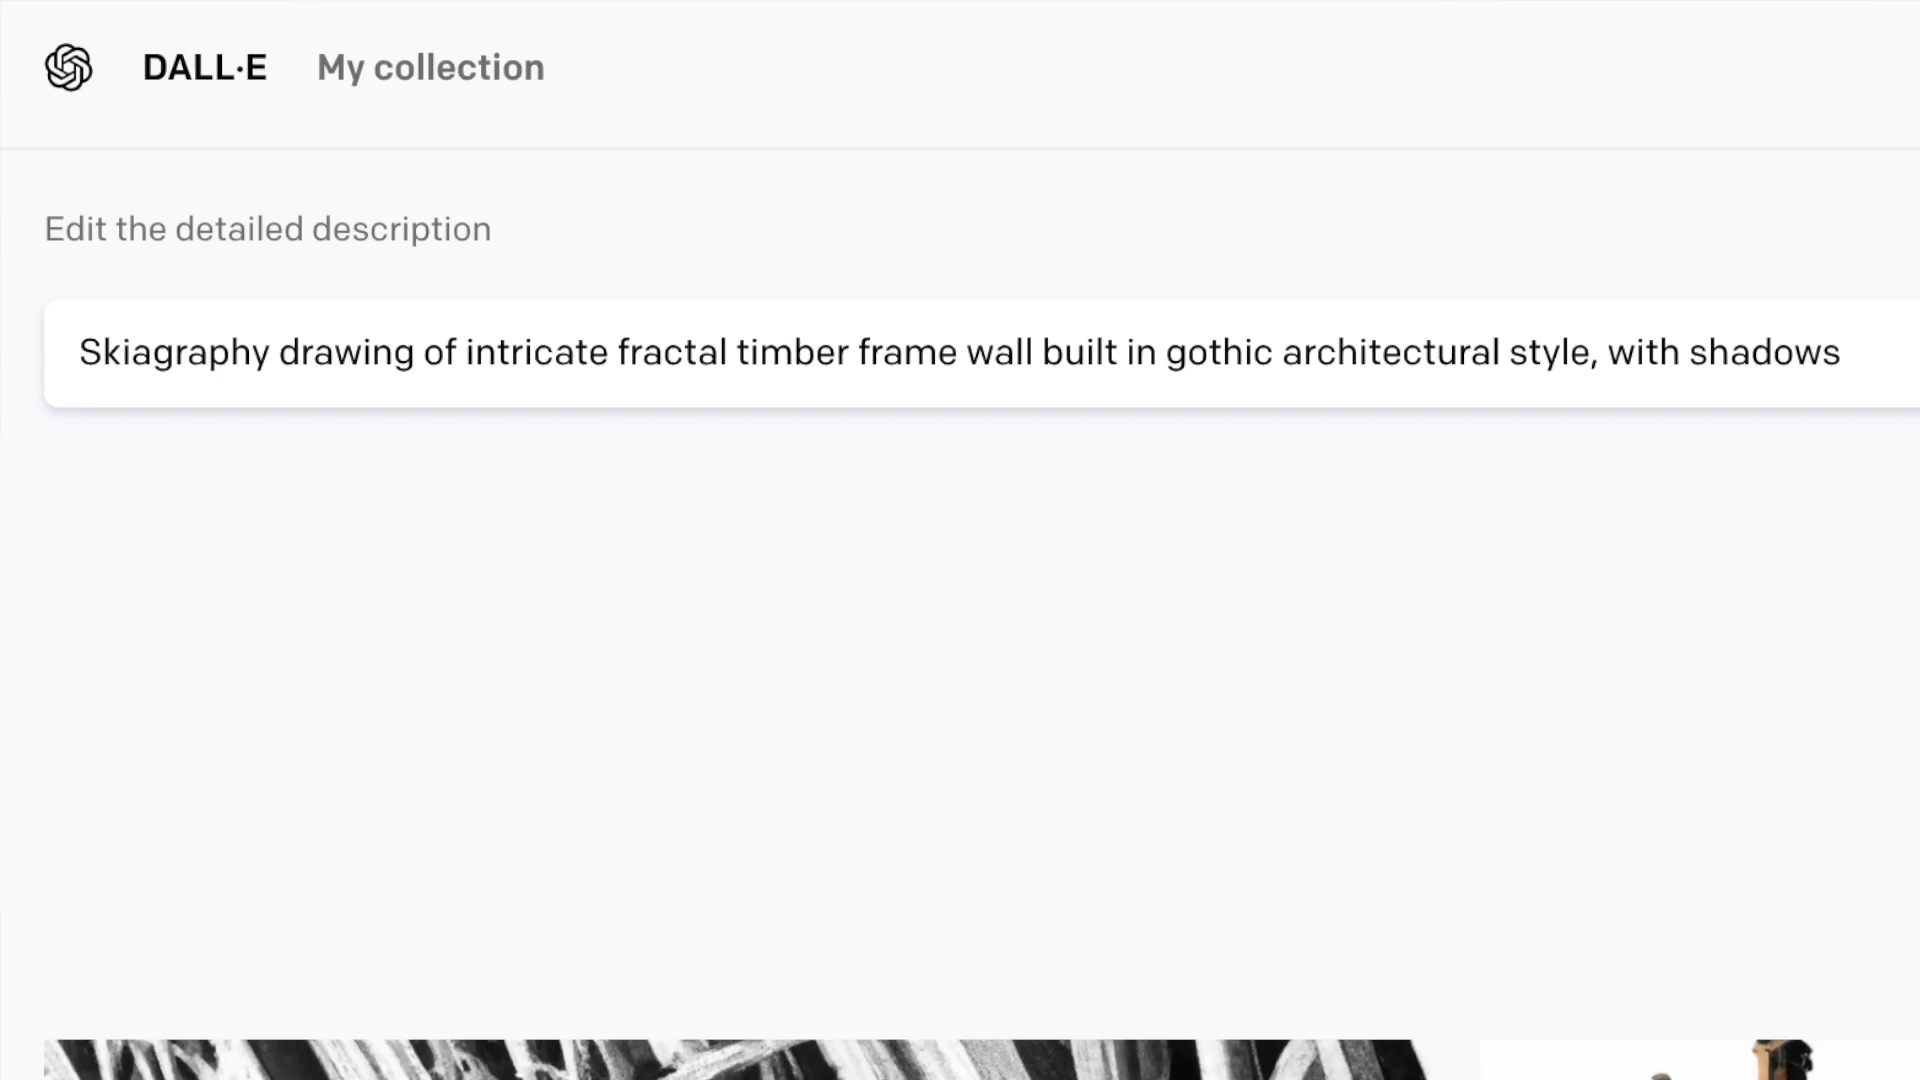 DALL·E My collection
Edit the detailed description
Skiagraphy drawing of intricate fractal timber frame wall built in gothic architectural style, with shadows